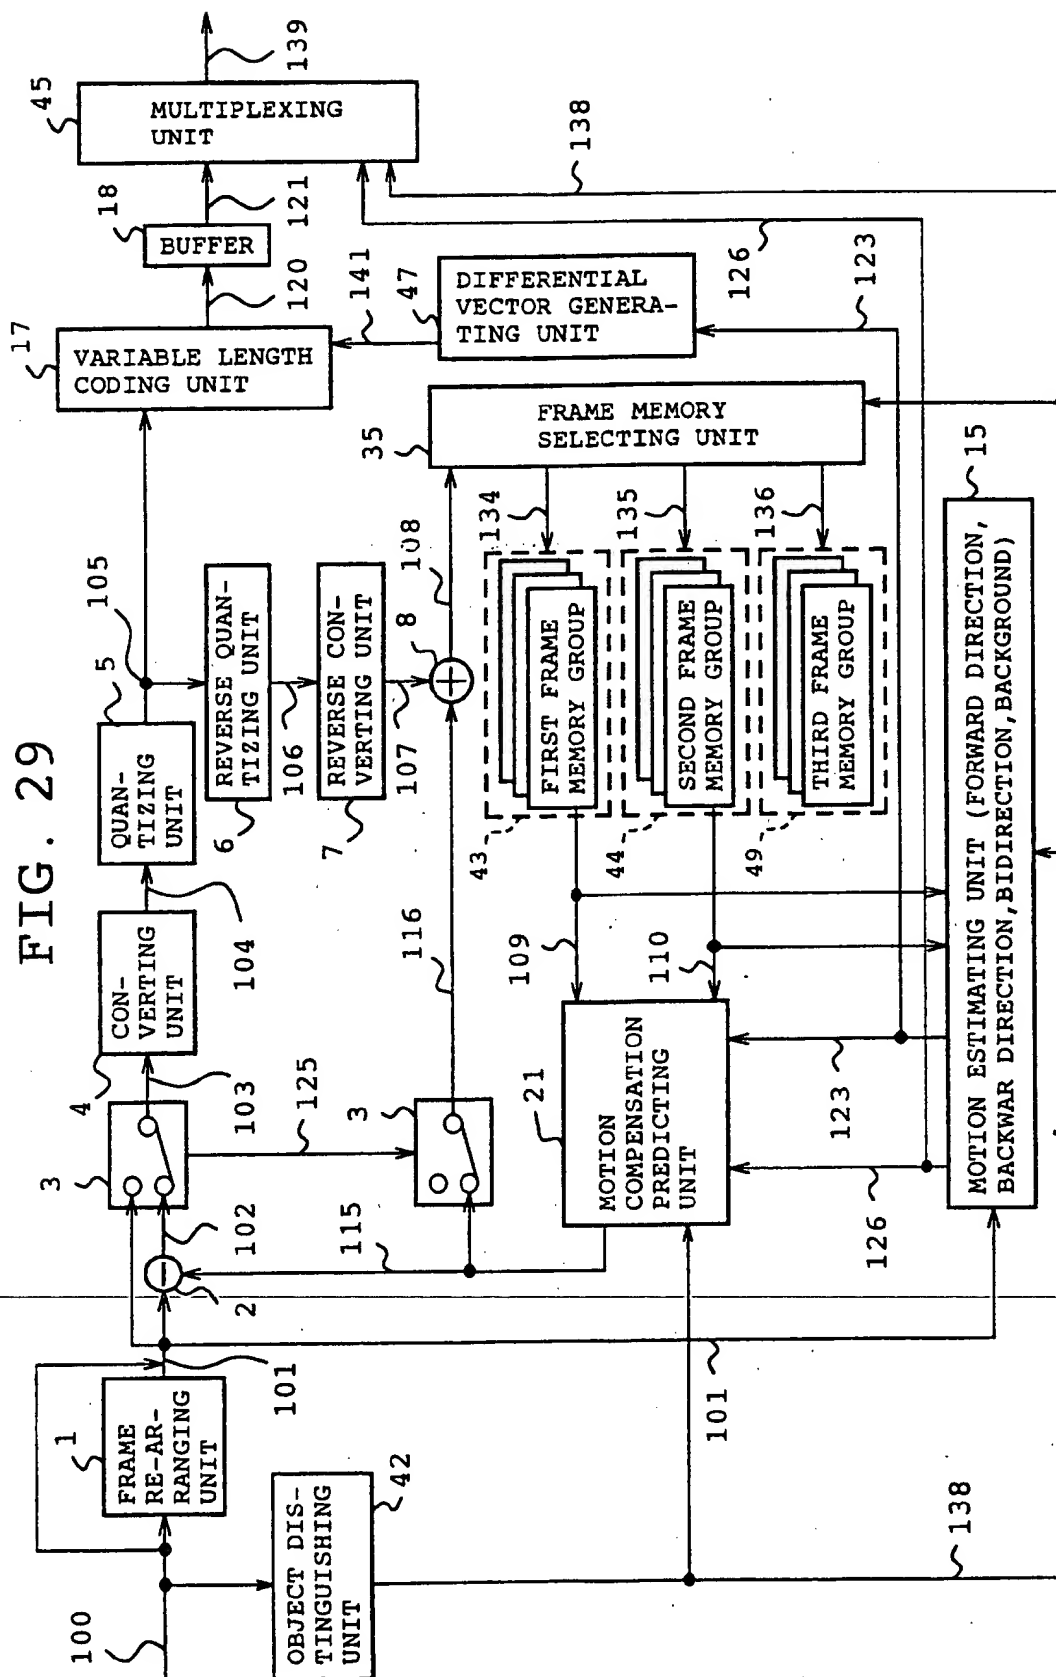 FIG. 29
100
1
FRAME
RE-AR-
RANGING
UNIT
101
2
102
3
103
4
CON-
VERTING
UNIT
104
5
QUAN-
TIZING
UNIT
105
17
VARIABLE LENGTH
CODING UNIT
120
18
BUFFER
121
45
MULTIPLEXING
UNIT
139
OBJECT DIS-
TINGUISHING
UNIT
42
125
3
115
116
6
REVERSE QUAN-
TIZING UNIT
106
7
REVERSE CON-
VERTING UNIT
107
8
108
35
FRAME MEMORY
SELECTING UNIT
141
47
DIFFERENTIAL
VECTOR GENERA-
TING UNIT
126
138
123
21
MOTION
COMPENSATION
PREDICTING
UNIT
109
110
43
FIRST FRAME
MEMORY GROUP
134
44
SECOND FRAME
MEMORY GROUP
135
49
THIRD FRAME
MEMORY GROUP
136
101
126
123
138
15
MOTION ESTIMATING UNIT (FORWARD DIRECTION,
BACKWAR DIRECTION,BIDIRECTION,BACKGROUND)